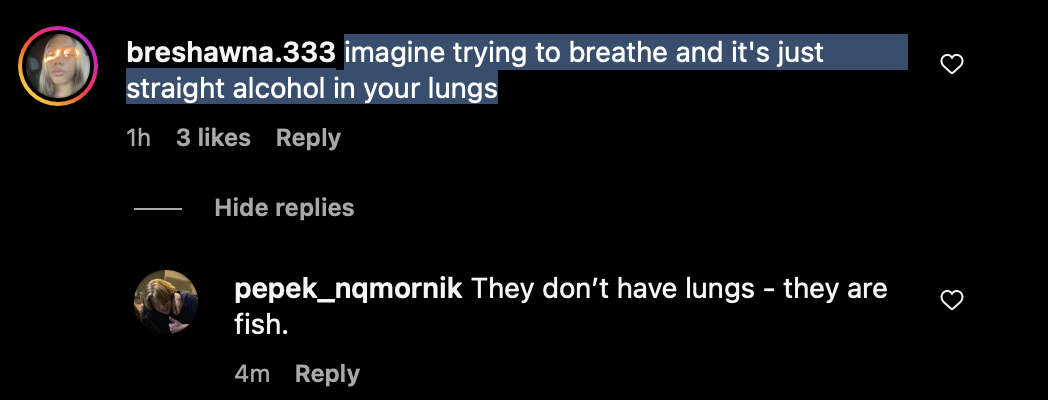 breshawna.333 imagine trying to breathe and it's just
straight alcohol in your lungs
1h 3 likes Reply
Hide replies
pepek_nqmornik They don’t have lungs - they are
fish.
4m Reply